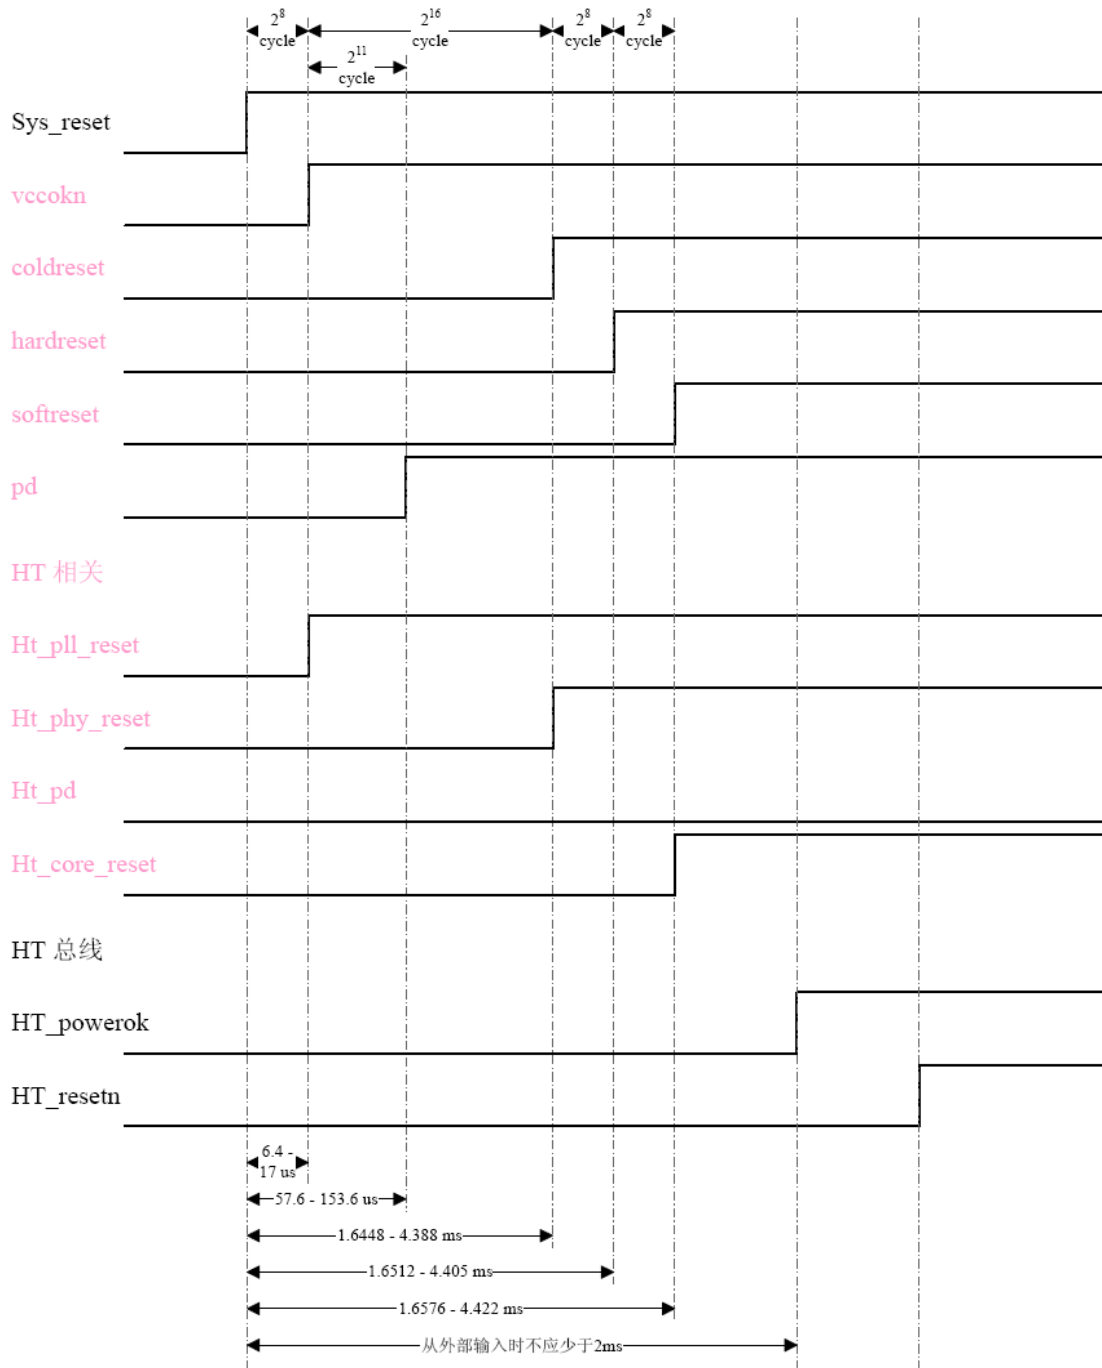 2^8 cycle
2^16 cycle
2^8 cycle
2^8 cycle
2^11 cycle
Sys_reset
vccokn
coldreset
hardreset
softreset
pd
HT 相关
Ht_pll_reset
Ht_phy_reset
Ht_pd
Ht_core_reset
HT 总线
HT_powerok
HT_resetn
6.4 -
17 us
57.6 - 153.6 us
1.6448 - 4.388 ms
1.6512 - 4.405 ms
1.6576 - 4.422 ms
从外部输入时不应少于2ms